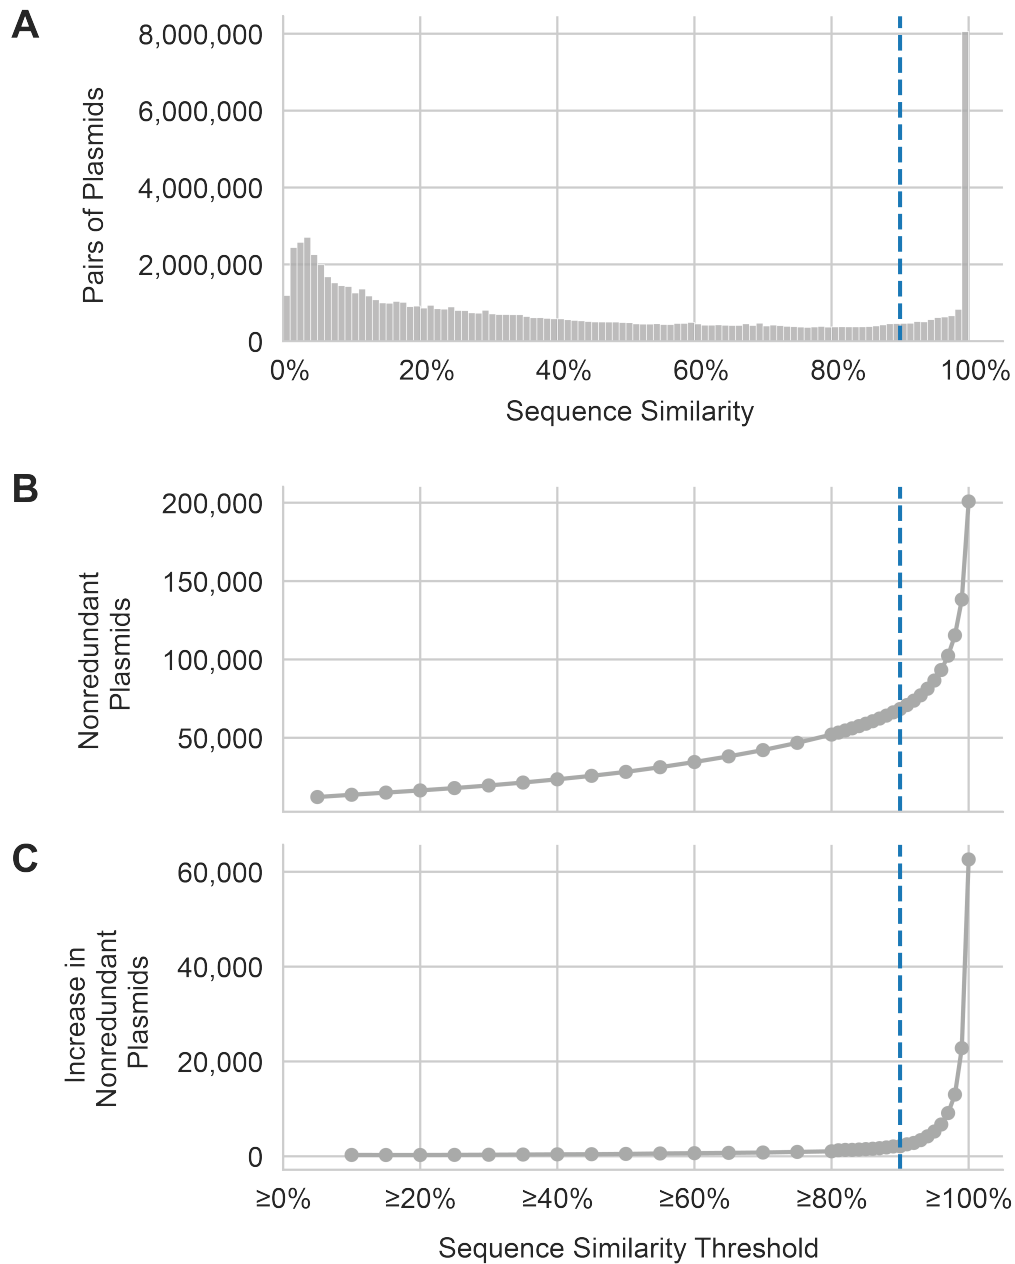 A
8,000,000
6,000,000
4,000,000
2,000,000
0
Pairs of Plasmids
0% 20% 40% 60% 80% 100%
Sequence Similarity
B
200,000
150,000
100,000
50,000
Nonredundant
Plasmids
C
60,000
40,000
20,000
0
Increase in
Nonredundant
Plasmids
≥0% ≥20% ≥40% ≥60% ≥80% ≥100%
Sequence Similarity Threshold